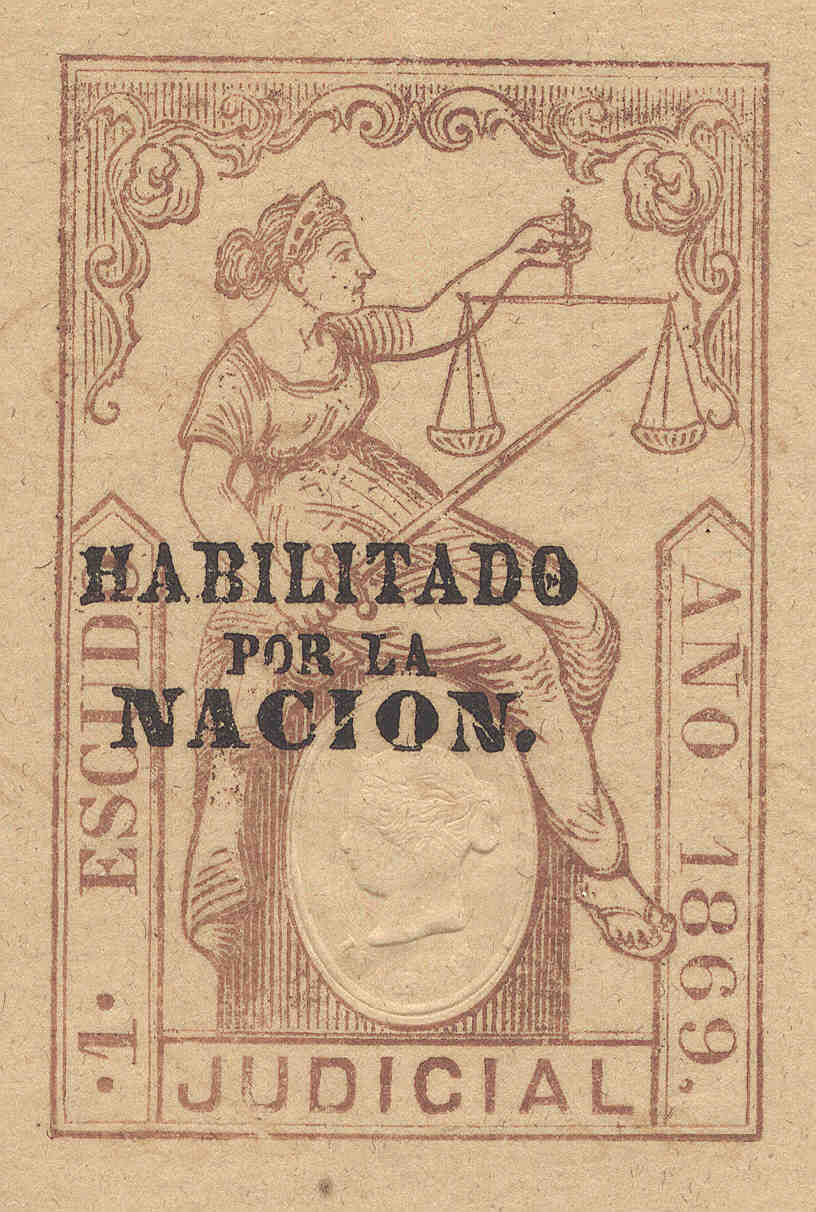 HABILITADO
POR LA
NACION.
.1. ESCUDO
AÑO 1869.
JUDICIAL